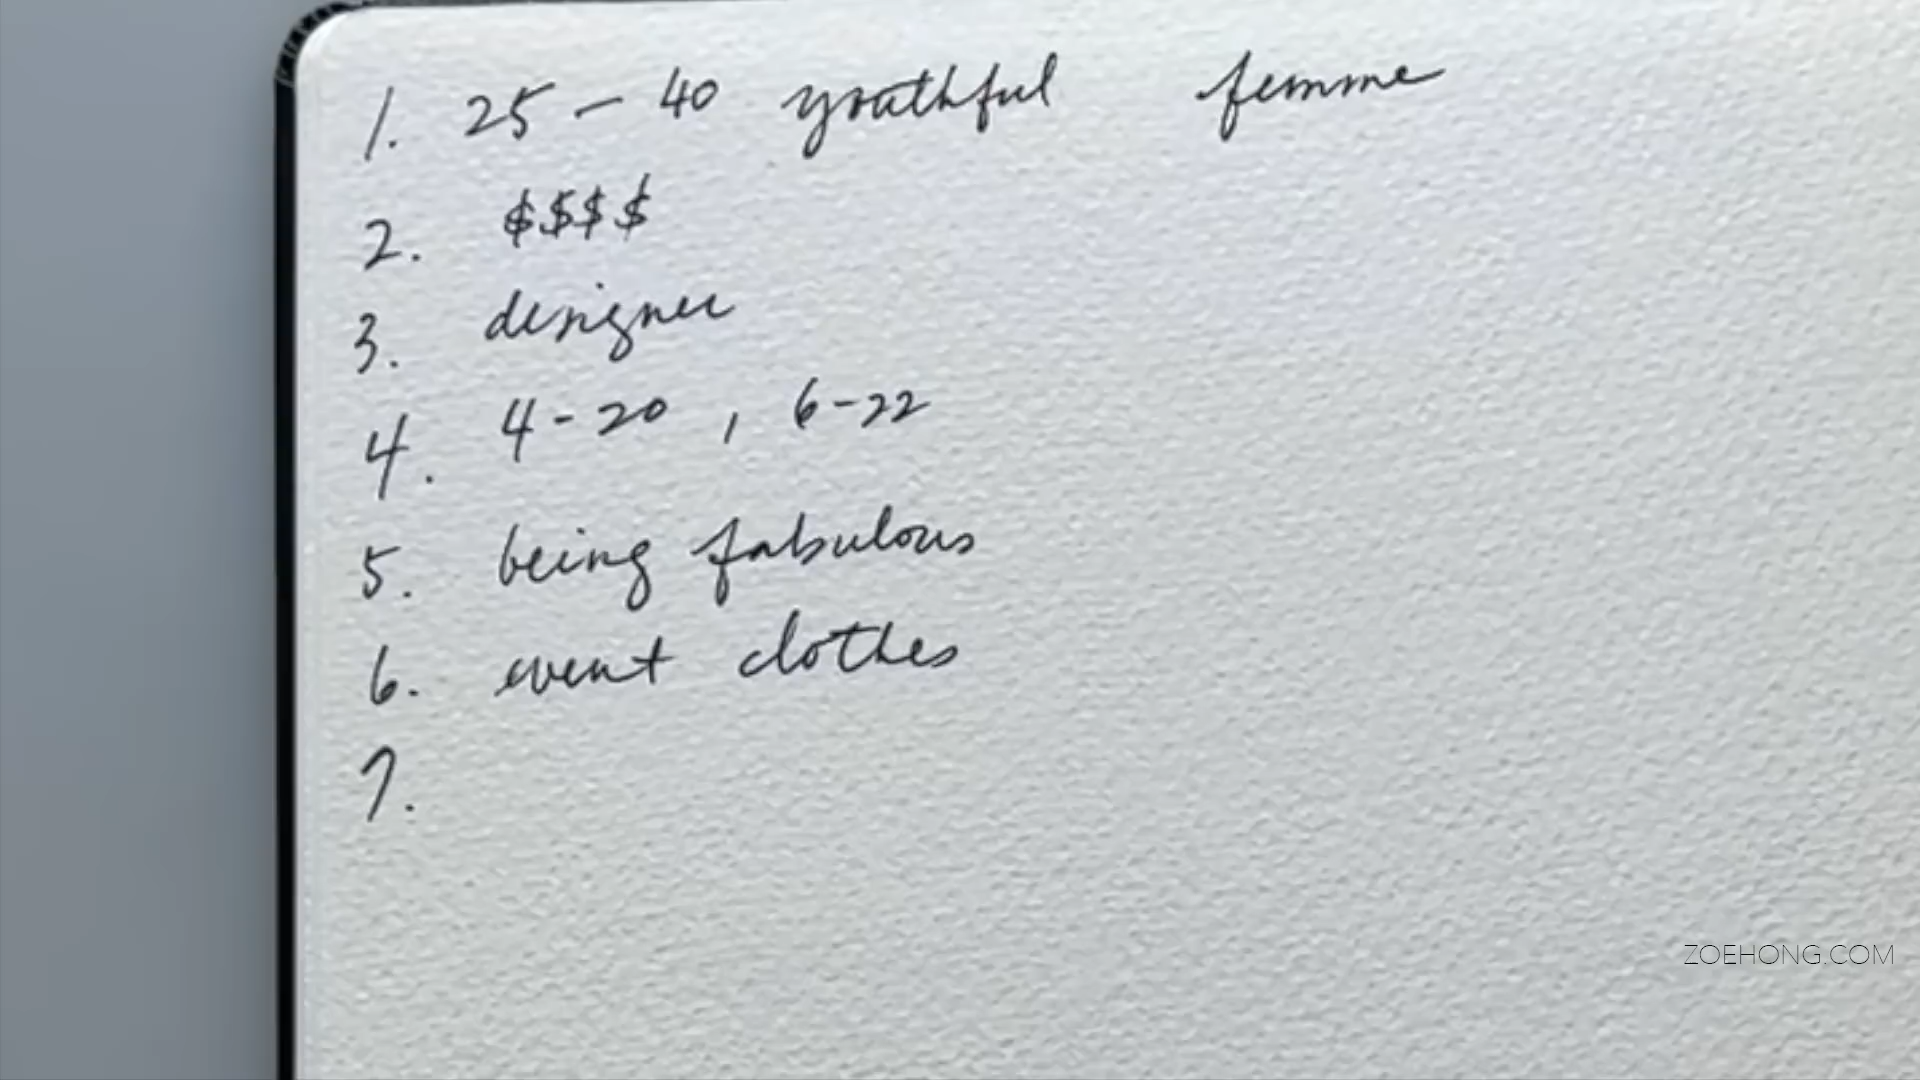 1. 25 - 40 youthful femme
2. $$$$
3. designer
4. 4-20, 6-22
5. being fabulous
6. event clothes
7.
ZOEHONG.COM